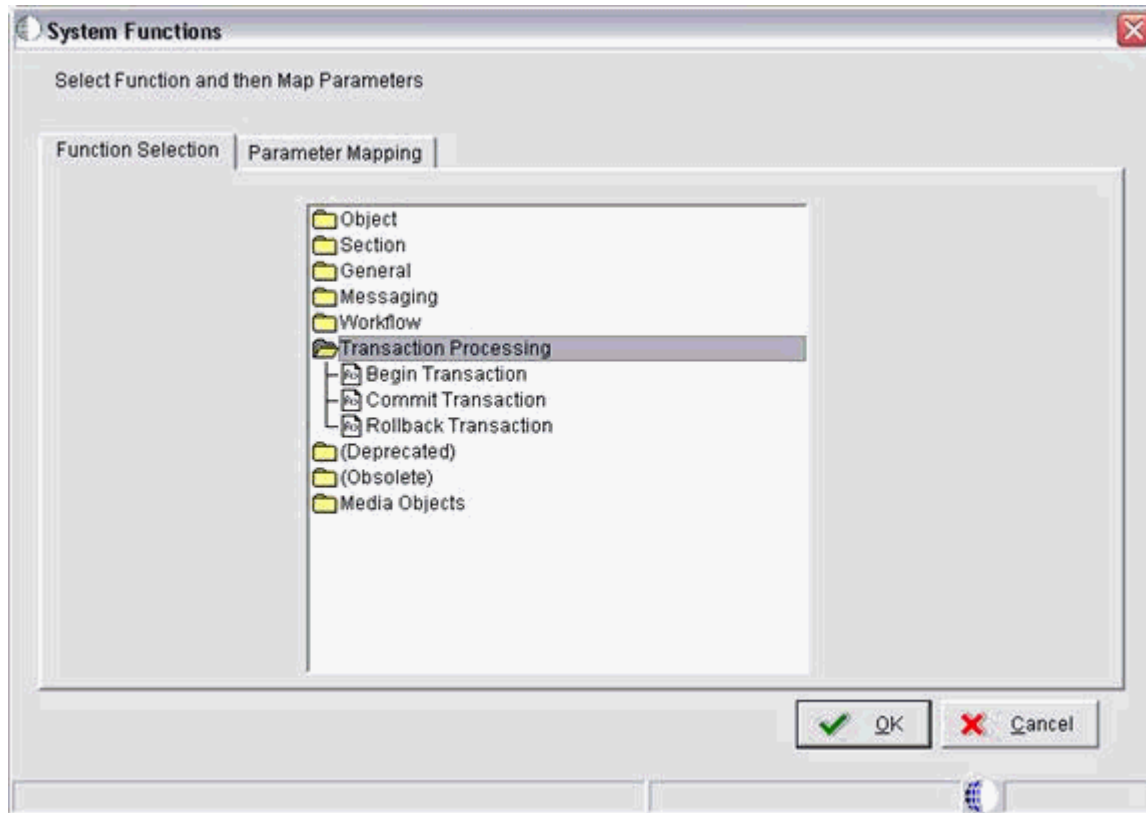 System Functions
Select Function and then Map Parameters
Function Selection
Parameter Mapping
Object
Section
General
Messaging
Workflow
Transaction Processing
Begin Transaction
Commit Transaction
Rollback Transaction
(Deprecated)
(Obsolete)
Media Objects
OK
Cancel